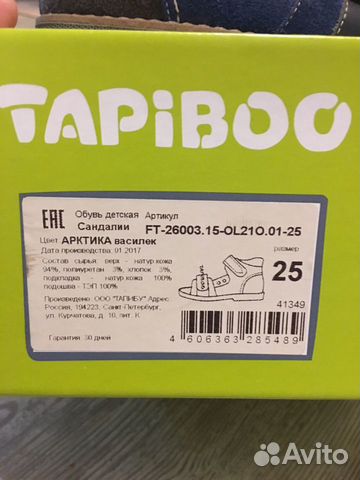 TAPiBOO
EAC Обувь детская Артикул
Сандалии FT-26003.15-OL21O.01-25
Цвет АРКТИКА василек размер
Дата производства: 01.2017
Состав сырья: верх - натур.кожа
94%, полиуретан 3%, хлопок 3%,
подкладка - натур.кожа 100%
подошва - ТЭП 100%
25
Произведено: ООО "ТАПИБУ" Адрес:
Россия, 194223, Санкт-Петербург,
ул. Курчатова, д. 10, лит. К
41349
Гарантия: 30 дней
4 606363 285489
Avito